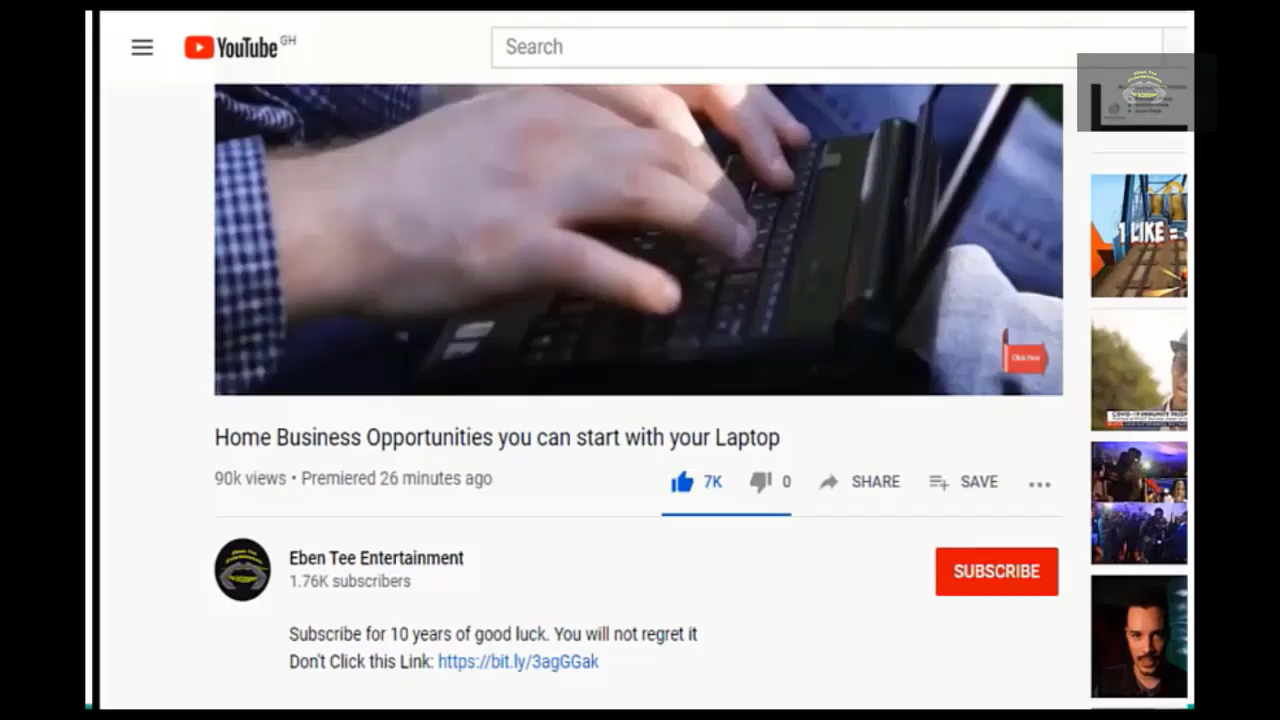 YouTube GH
Search
1 LIKE =
Click Here
Home Business Opportunities you can start with your Laptop
90k views • Premiered 26 minutes ago
7K 0 SHARE SAVE
Eben Tee Entertainment
1.76K subscribers
SUBSCRIBE
Subscribe for 10 years of good luck. You will not regret it
Don't Click this Link: https://bit.ly/3agGGak